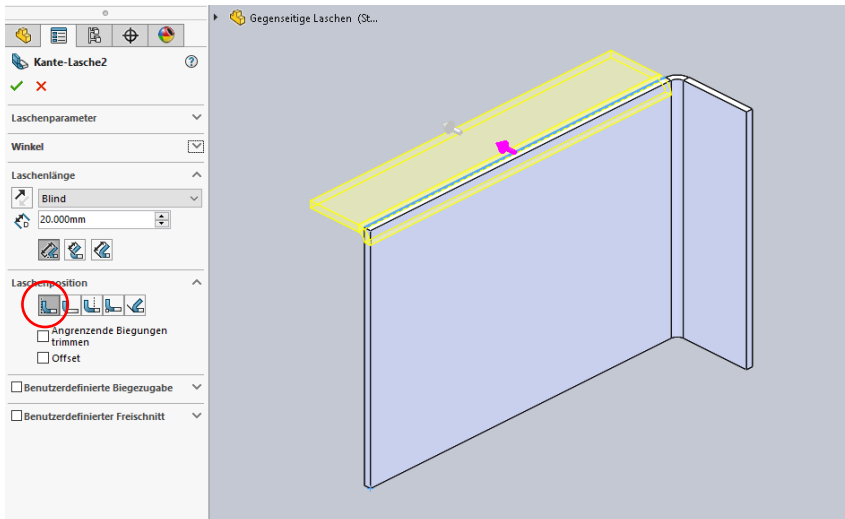 Gegenseitige Laschen (St...
Kante-Lasche2
Laschenparameter
Winkel
Laschenlänge
Blind
D
20.000mm
Laschenposition
Angrenzende Biegungen
trimmen
Offset
Benutzerdefinierte Biegezugabe
Benutzerdefinierter Freischnitt